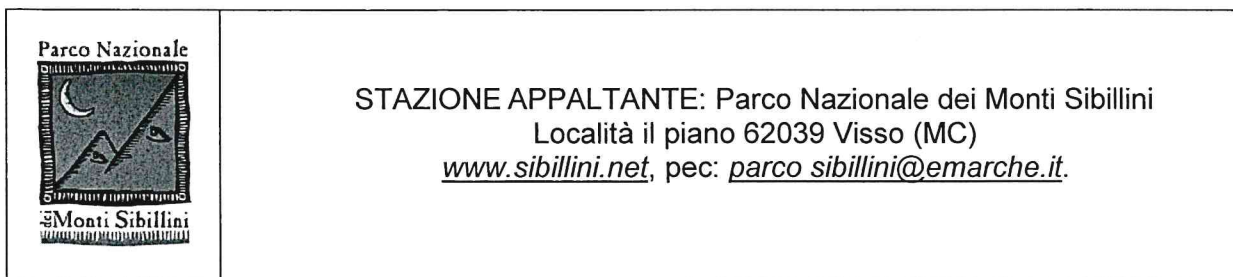 Parco Nazionale
dei Monti Sibillini
STAZIONE APPALTANTE: Parco Nazionale dei Monti Sibillini
Località il piano 62039 Visso (MC)
www.sibillini.net, pec: parco sibillini@emarche.it.